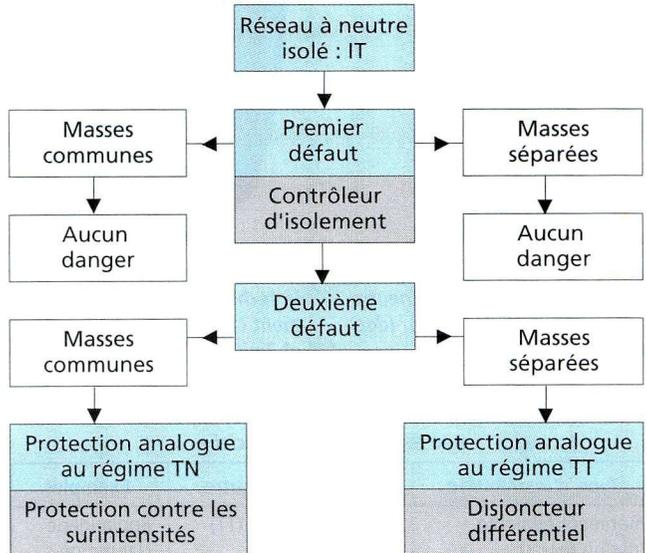 Réseau à neutre
isolé : IT
Masses
communes
Premier
défaut
Masses
séparées
Contrôleur
d'isolement
Aucun
danger
Aucun
danger
Deuxième
défaut
Masses
communes
Masses
séparées
Protection analogue
au régime TN
Protection contre les
surintensités
Protection analogue
au régime TT
Disjoncteur
différentiel